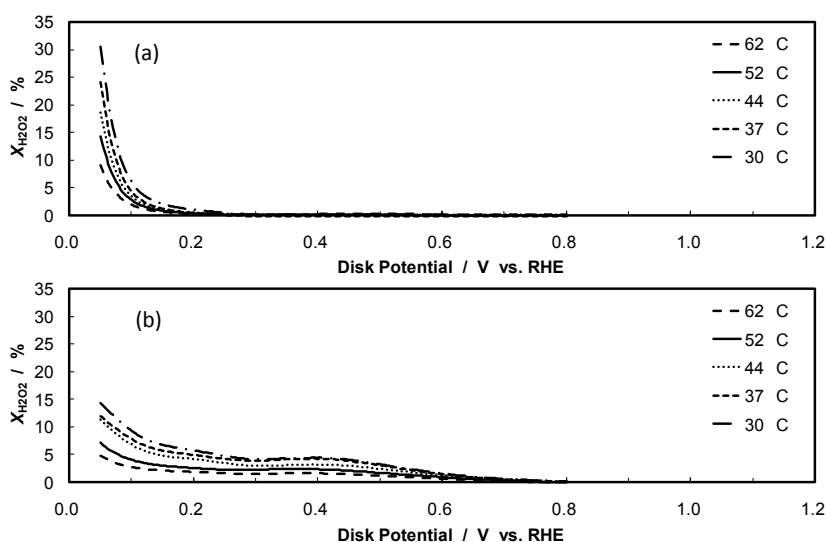 35
30
25
20
15
10
5
0
X H2O2 / %
(a)
62 C
52 C
44 C
37 C
30 C
0.0 0.2 0.4 0.6 0.8 1.0 1.2
Disk Potential / V vs. RHE
35
30
25
20
15
10
5
0
X H2O2 / %
(b)
62 C
52 C
44 C
37 C
30 C
0.0 0.2 0.4 0.6 0.8 1.0 1.2
Disk Potential / V vs. RHE